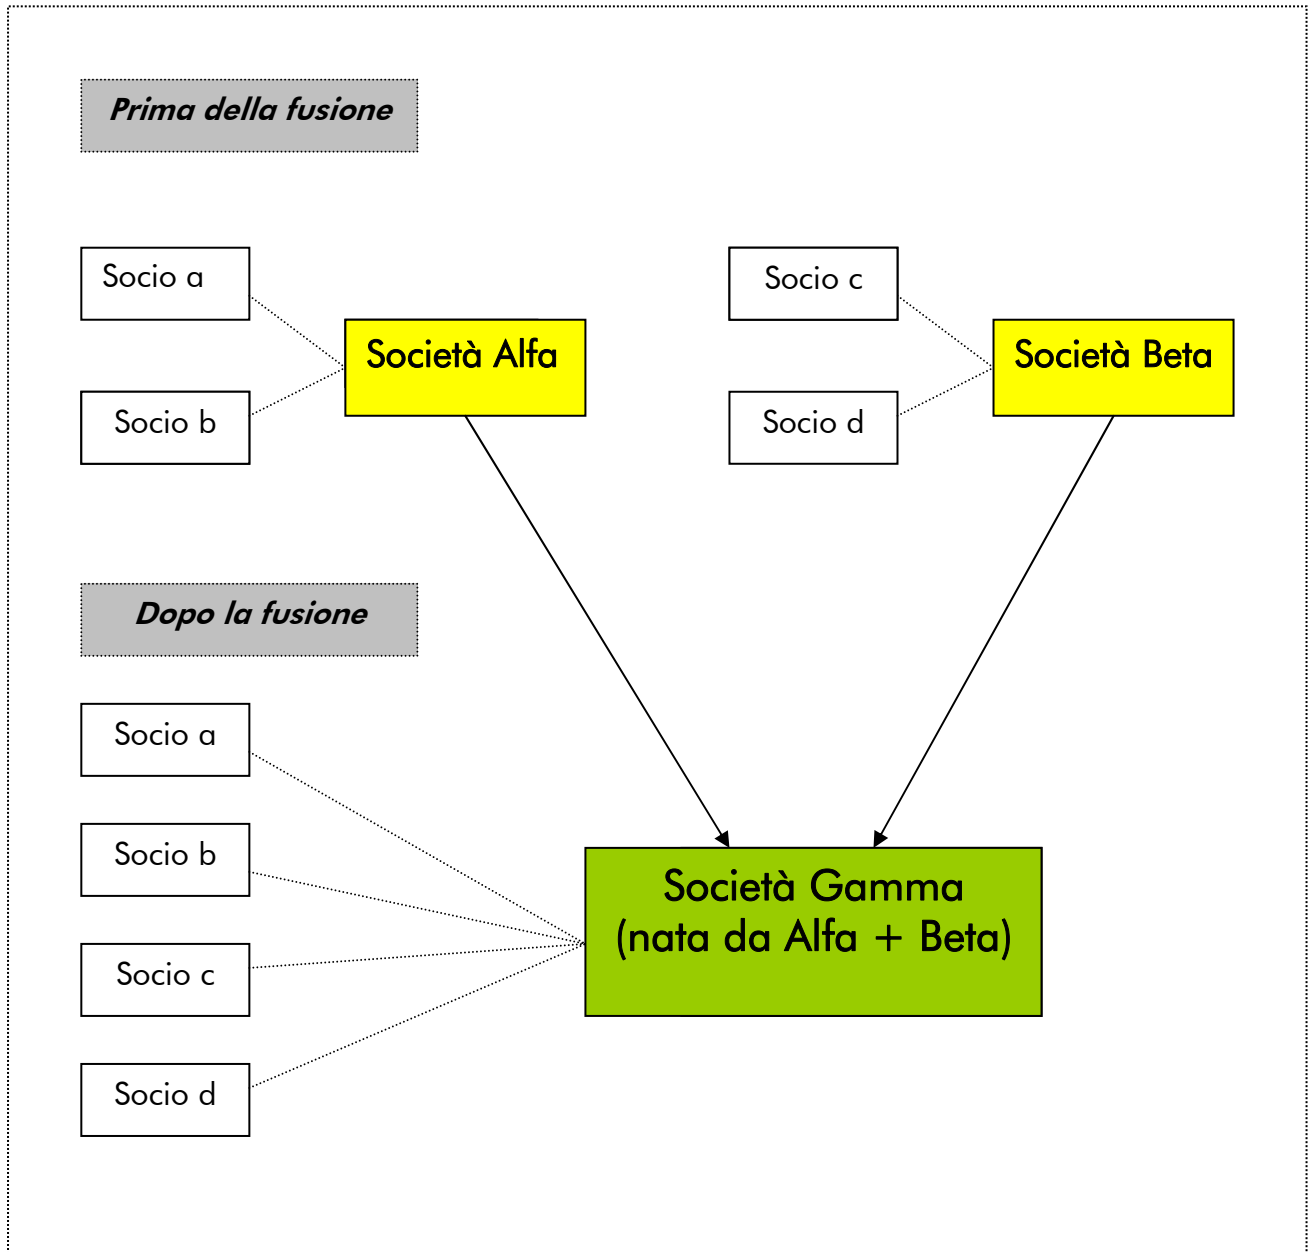 Prima della fusione
Socio a
Socio b
Società Alfa
Socio c
Socio d
Società Beta
Dopo la fusione
Socio a
Socio b
Socio c
Socio d
Società Gamma
(nata da Alfa + Beta)